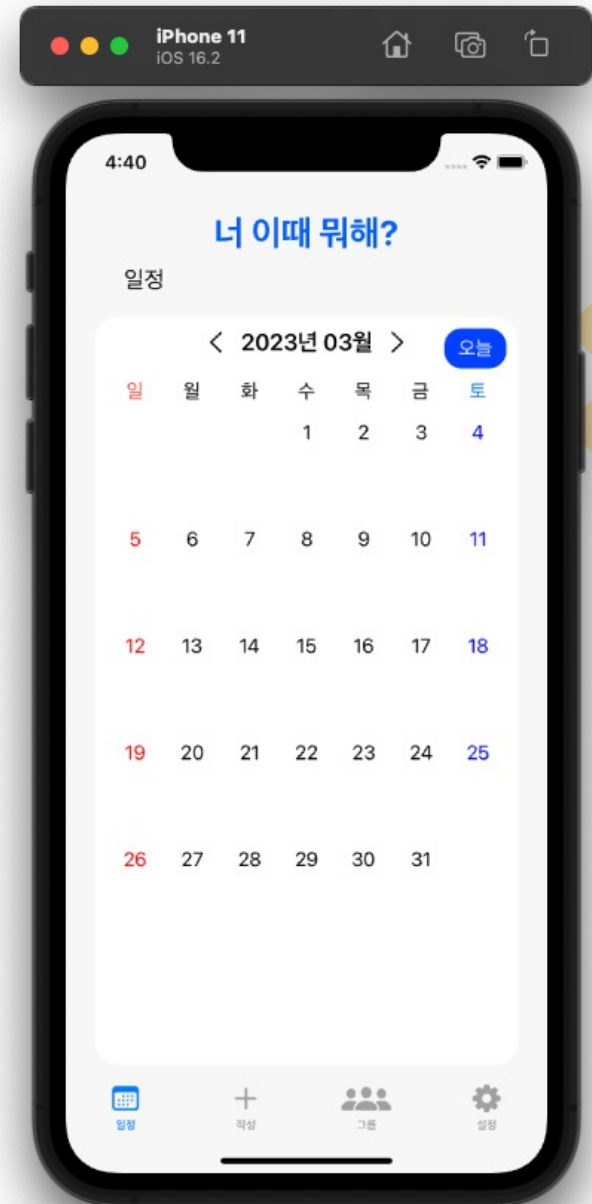 iPhone 11
iOS 16.2
4:40
너 이때 뭐해?
일정
2023년 03월
오늘
일 월 화 수 목 금 토
1 2 3 4
5 6 7 8 9 10 11
12 13 14 15 16 17 18
19 20 21 22 23 24 25
26 27 28 29 30 31
일정 작성 그룹 설정